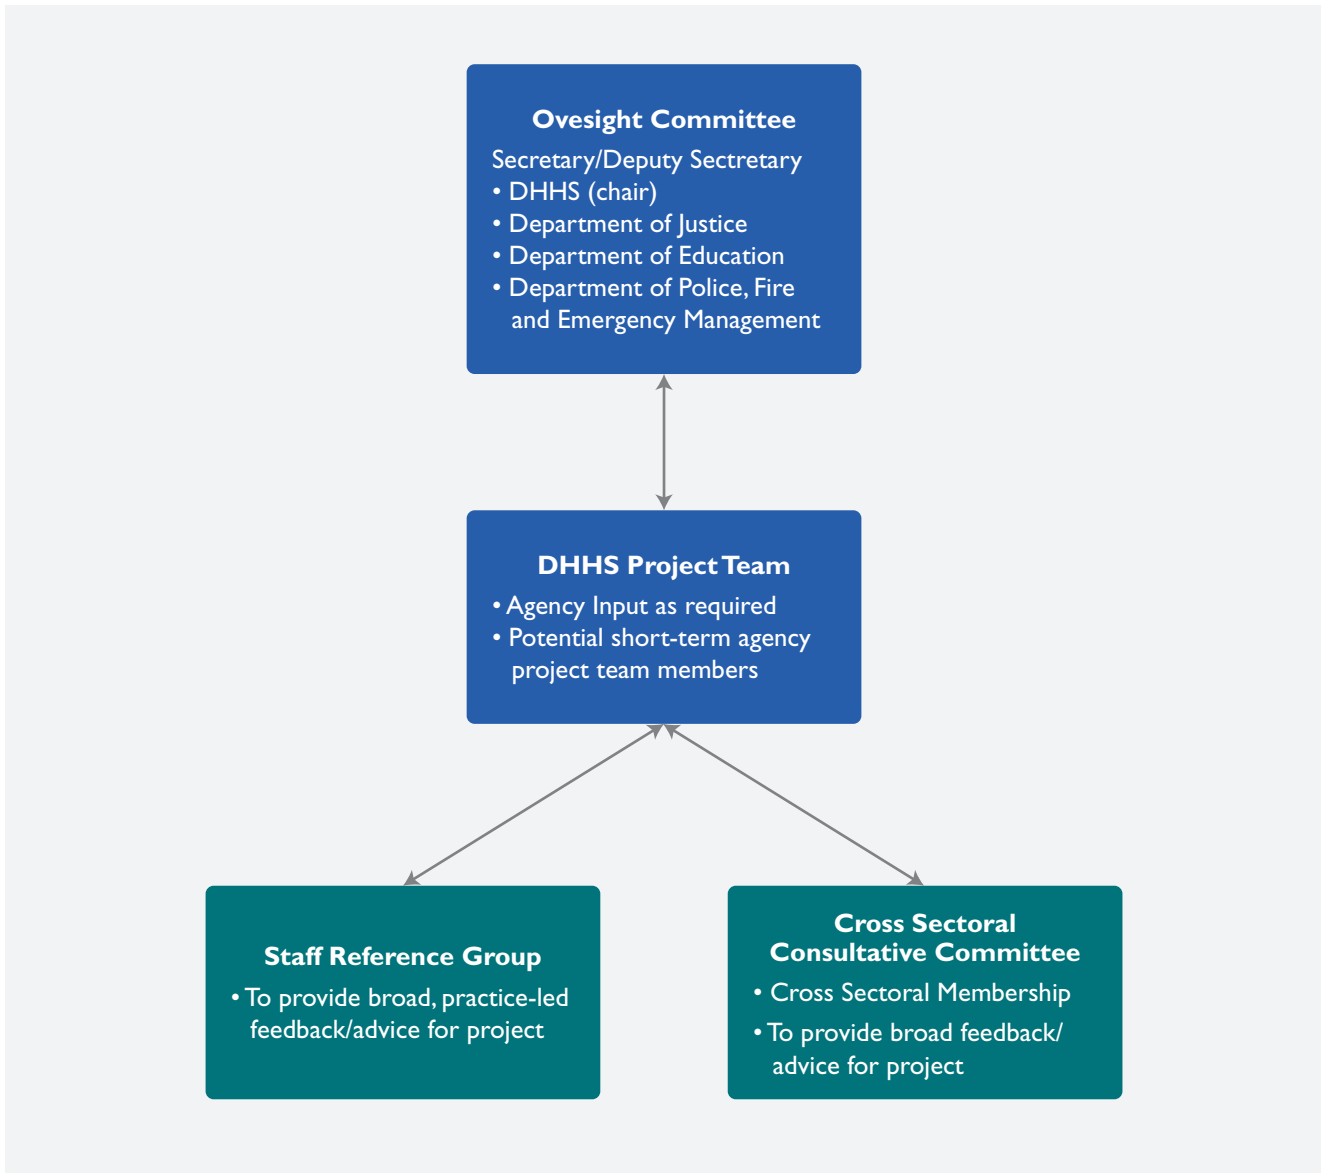 Ovesight Committee
Secretary/Deputy Sectretary
• DHHS (chair)
• Department of Justice
• Department of Education
• Department of Police, Fire
and Emergency Management
DHHS Project Team
• Agency Input as required
• Potential short-term agency
project team members
Staff Reference Group
• To provide broad, practice-led
feedback/advice for project
Cross Sectoral
Consultative Committee
• Cross Sectoral Membership
• To provide broad feedback/
advice for project